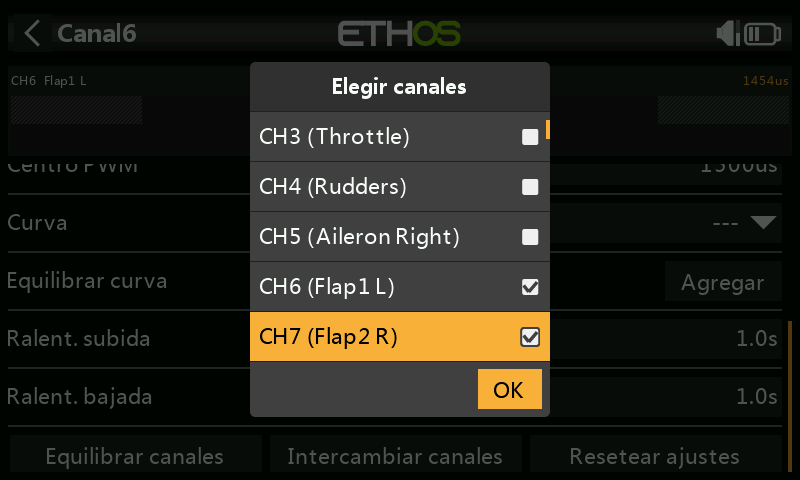 Canal6
ETHOS
CH6 Flap1 L
1454us
Elegir canales
CH3 (Throttle)
CH4 (Rudders)
CH5 (Aileron Right)
CH6 (Flap1 L)
CH7 (Flap2 R)
OK
Centro PWM
1500us
Curva
---
Equilibrar curva
Agregar
Ralent. subida
1.0s
Ralent. bajada
1.0s
Equilibrar canales
Intercambiar canales
Resetear ajustes